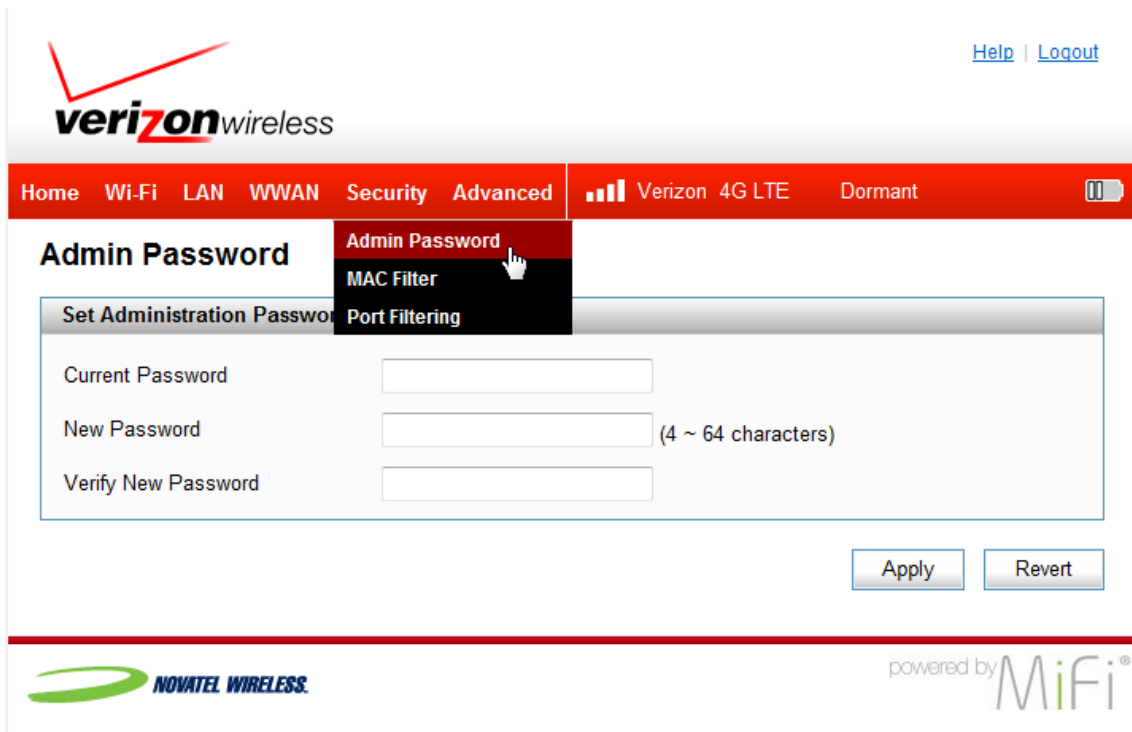 Help | Logout
verizonwireless
Home Wi-Fi LAN WWAN Security Advanced Verizon 4G LTE Dormant
Admin Password
Admin Password
MAC Filter
Port Filtering
Set Administration Passwor
Current Password
New Password (4 ~ 64 characters)
Verify New Password
Apply Revert
NOVATEL WIRELESS.
powered by MiFi®